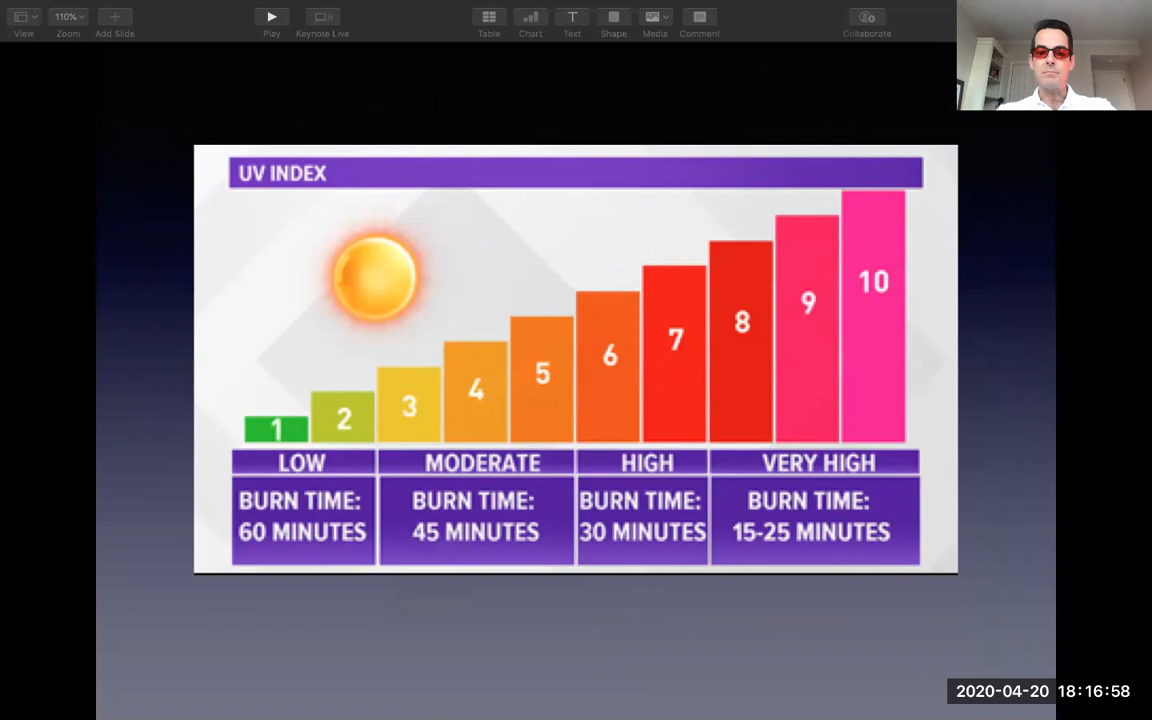 110%
View Zoom Add Slide Play Keynote Live Table Chart Text Shape Media Comment Collaborate
UV INDEX
1 2 3 4 5 6 7 8 9 10
LOW MODERATE HIGH VERY HIGH
BURN TIME: BURN TIME: BURN TIME: BURN TIME:
60 MINUTES 45 MINUTES 30 MINUTES 15-25 MINUTES
2020-04-20 18:16:58